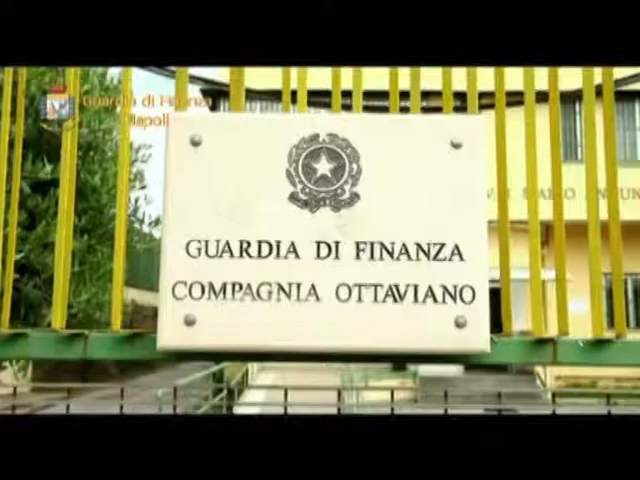 Guardia di Finanza
Napoli
GUARDIA DI FINANZA
COMPAGNIA OTTAVIANO